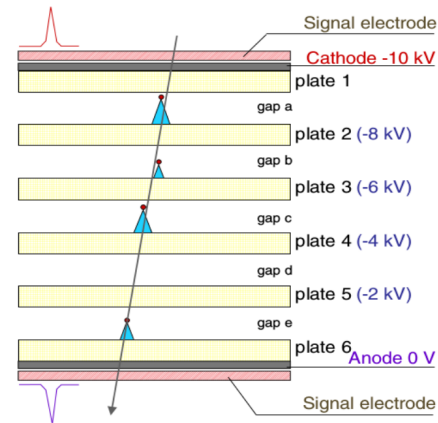 Signal electrode
Cathode -10 kV
plate 1
gap a
plate 2 (-8 kV)
gap b
plate 3 (-6 kV)
gap c
plate 4 (-4 kV)
gap d
plate 5 (-2 kV)
gap e
plate 6
Anode 0 V
Signal electrode